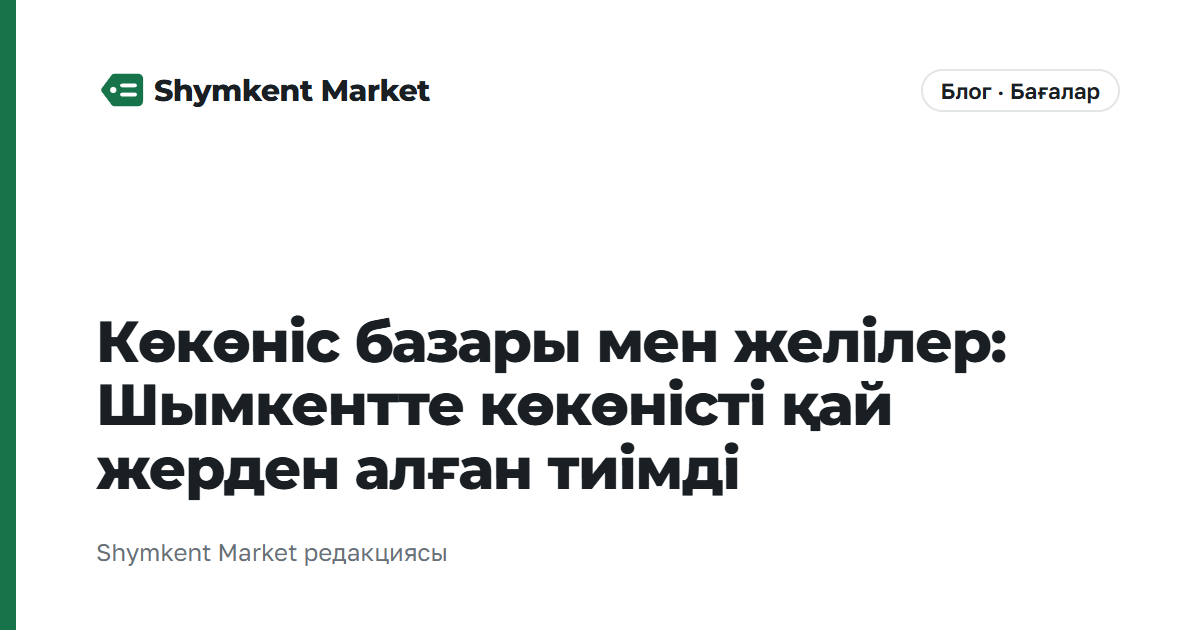 Shymkent Market
Блог · Бағалар
Көкөніс базары мен желілер:
Шымкентте көкөністі қай
жерден алған тиімді
Shymkent Market редакциясы